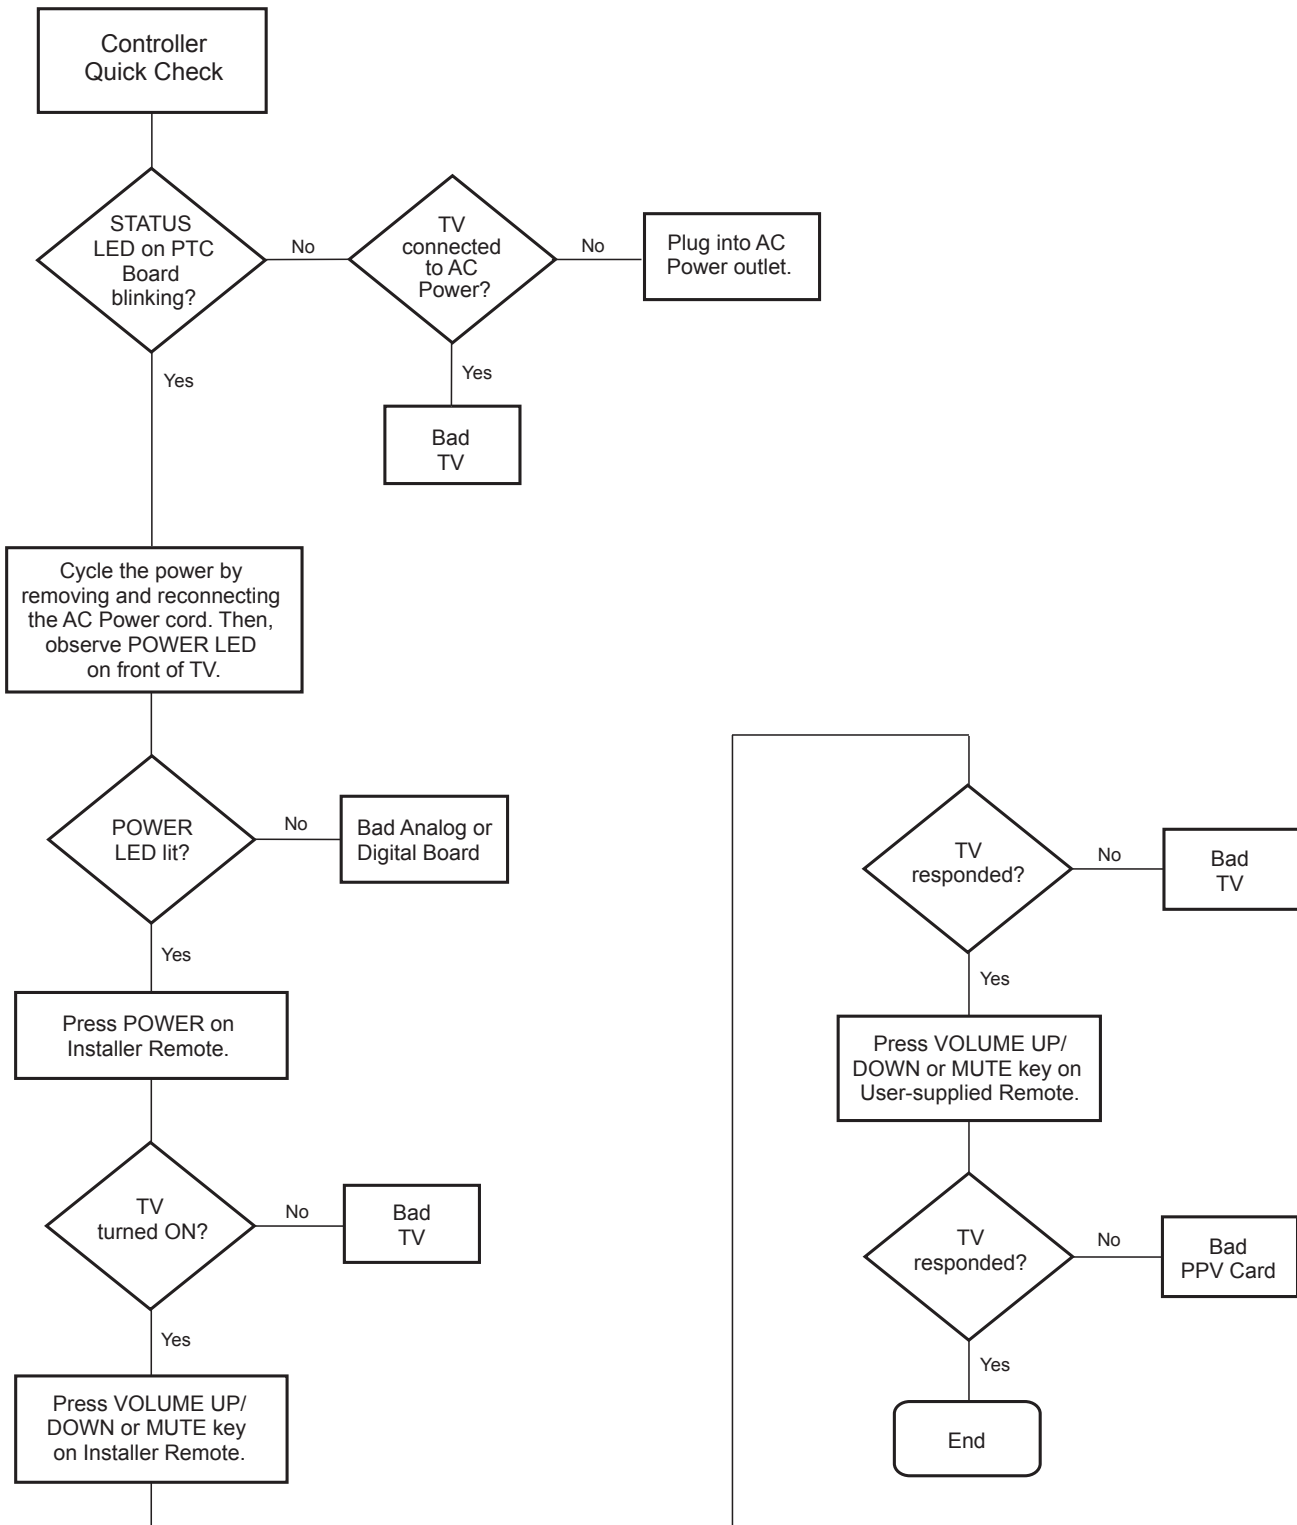 Controller
Quick Check
STATUS
LED on PTC
Board
blinking?
No
TV
connected
to AC
Power?
No
Plug into AC
Power outlet.
Yes
Yes
Bad
TV
Cycle the power by
removing and reconnecting
the AC Power cord. Then,
observe POWER LED
on front of TV.
POWER
LED lit?
No
Bad Analog or
Digital Board
Yes
Press POWER on
Installer Remote.
TV
turned ON?
No
Bad
TV
Yes
Press VOLUME UP/
DOWN or MUTE key
on Installer Remote.
TV
responded?
No
Bad
TV
Yes
Press VOLUME UP/
DOWN or MUTE key on
User-supplied Remote.
TV
responded?
No
Bad
PPV Card
Yes
End